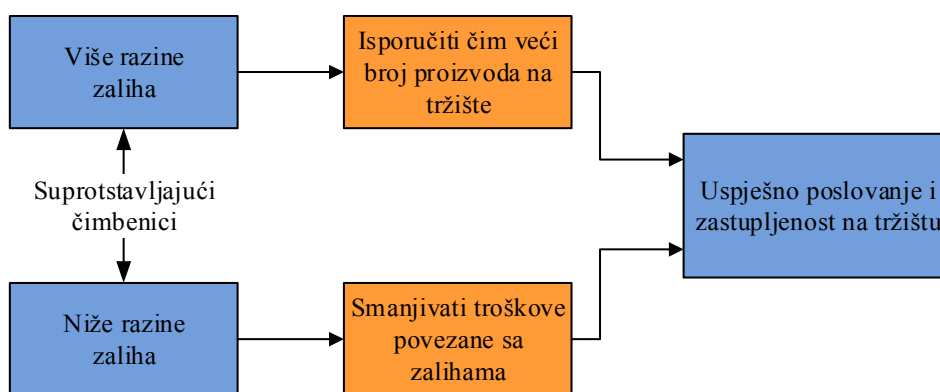 Više razine
zaliha
Isporučiti čim veći
broj proizvoda na
tržište
Suprotstavljajući
čimbenici
Uspješno poslovanje i
zastupljenost na tržištu
Niže razine
zaliha
Smanjivati troškove
povezane sa
zalihama